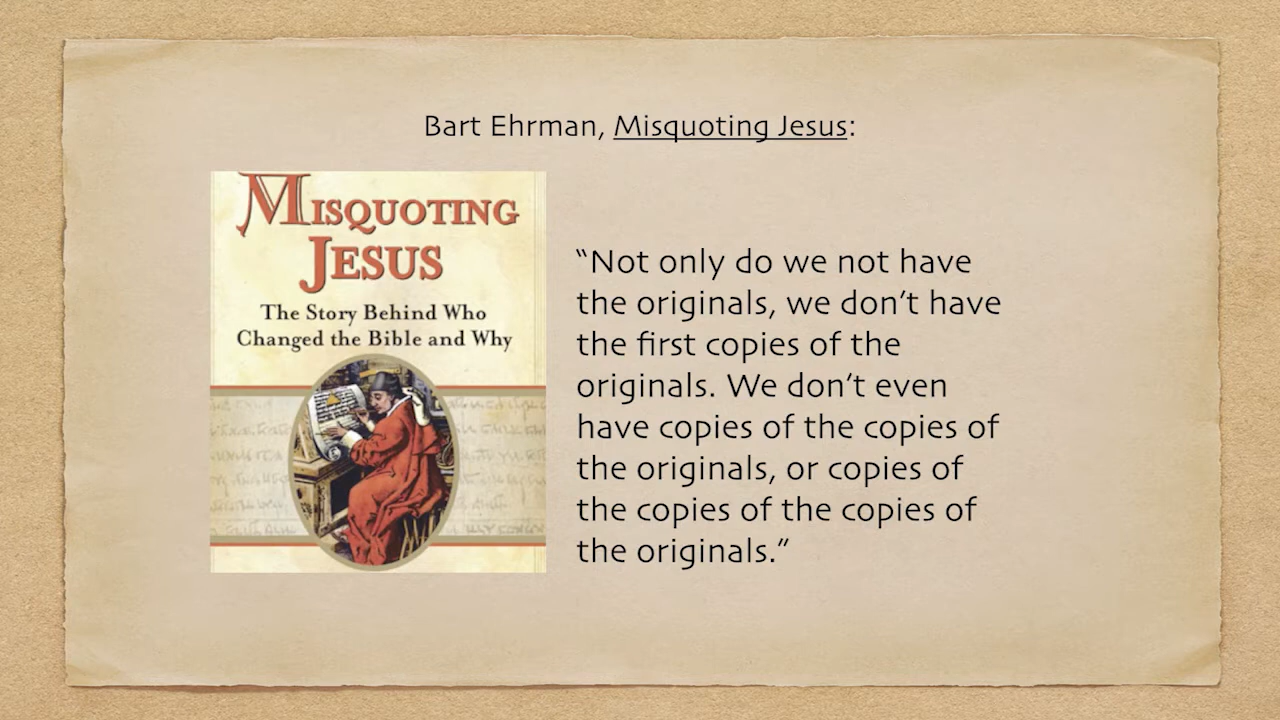 Bart Ehrman, Misquoting Jesus:
MISQUOTING
JESUS
The Story Behind Who
Changed the Bible and Why
“Not only do we not have
the originals, we don’t have
the first copies of the
originals. We don’t even
have copies of the copies of
the originals, or copies of
the copies of the copies of
the originals.”